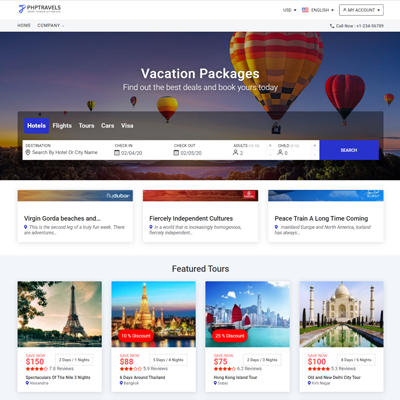 PHPTRAVELS
USD
ENGLISH
MY ACCOUNT
HOME
COMPANY
Call Now : +1-234-56789
Vacation Packages
Find out the best deals and book yours today
Hotels
Flights
Tours
Cars
Visa
DESTINATION
Search By Hotel Or City Name
CHECK IN
02/04/20
CHECK OUT
02/05/20
ADULTS
2
CHILD
0
SEARCH
flydubai
Emirates
Virgin Gorda beaches and...
This is the second leg of a truly fun week. There
are adventures...
Fiercely Independent Cultures
In a world that is increasingly homogenous,
fiercely independent...
Peace Train A Long Time Coming
mainland Europe and North America, Iceland
has always...
Featured Tours
SAVE NOW
$150
2 Days / 1 Nights
7.8 Reviews
Spectaculars Of The Nile 3 Nights
Alexandria
10 % Discount
SAVE NOW
$88
5 Days / 4 Nights
5.9 Reviews
6 Days Around Thailand
Bangkok
25 % Discount
SAVE NOW
$75
2 Days / 3 Nights
6.2 Reviews
Hong Kong Island Tour
Dubai
SAVE NOW
$100
8 Days / 7 Nights
5.3 Reviews
Old and New Delhi City Tour
Kirti Nagar